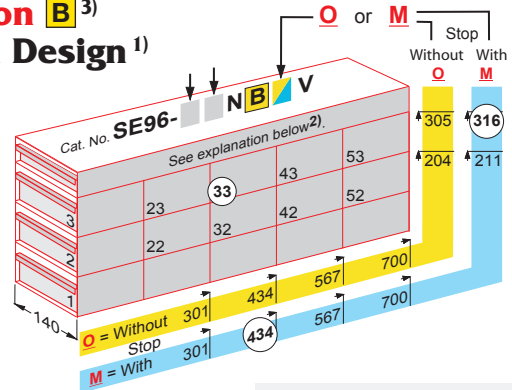 on B 3)
Design 1)
O or M
Stop
Without With
O M
Cat. No. SE96- N B V
See explanation below2).
305 316
204 211
33 43 53
3 23
32 42 52
2 22
1
140
O = Without 301 434 567 700
Stop
M = With 301 434 567 700